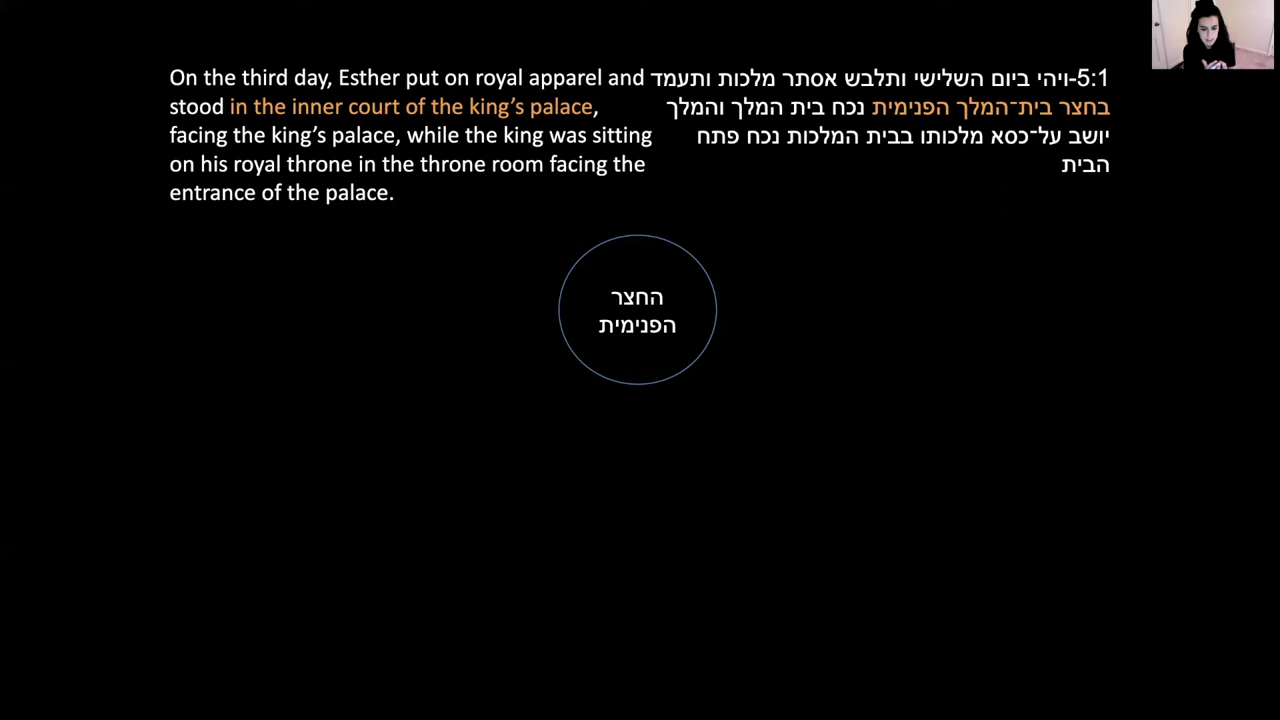 On the third day, Esther put on royal apparel and
stood in the inner court of the king’s palace,
facing the king’s palace, while the king was sitting
on his royal throne in the throne room facing the
entrance of the palace.
5:1-ויהי ביום השלישי ותלבש אסתר מלכות ותעמד
בחצר בית־המלך הפנימית נכח בית המלך והמלך
יושב על־כסא מלכותו בבית המלכות נכח פתח
הבית
החצר
הפנימית